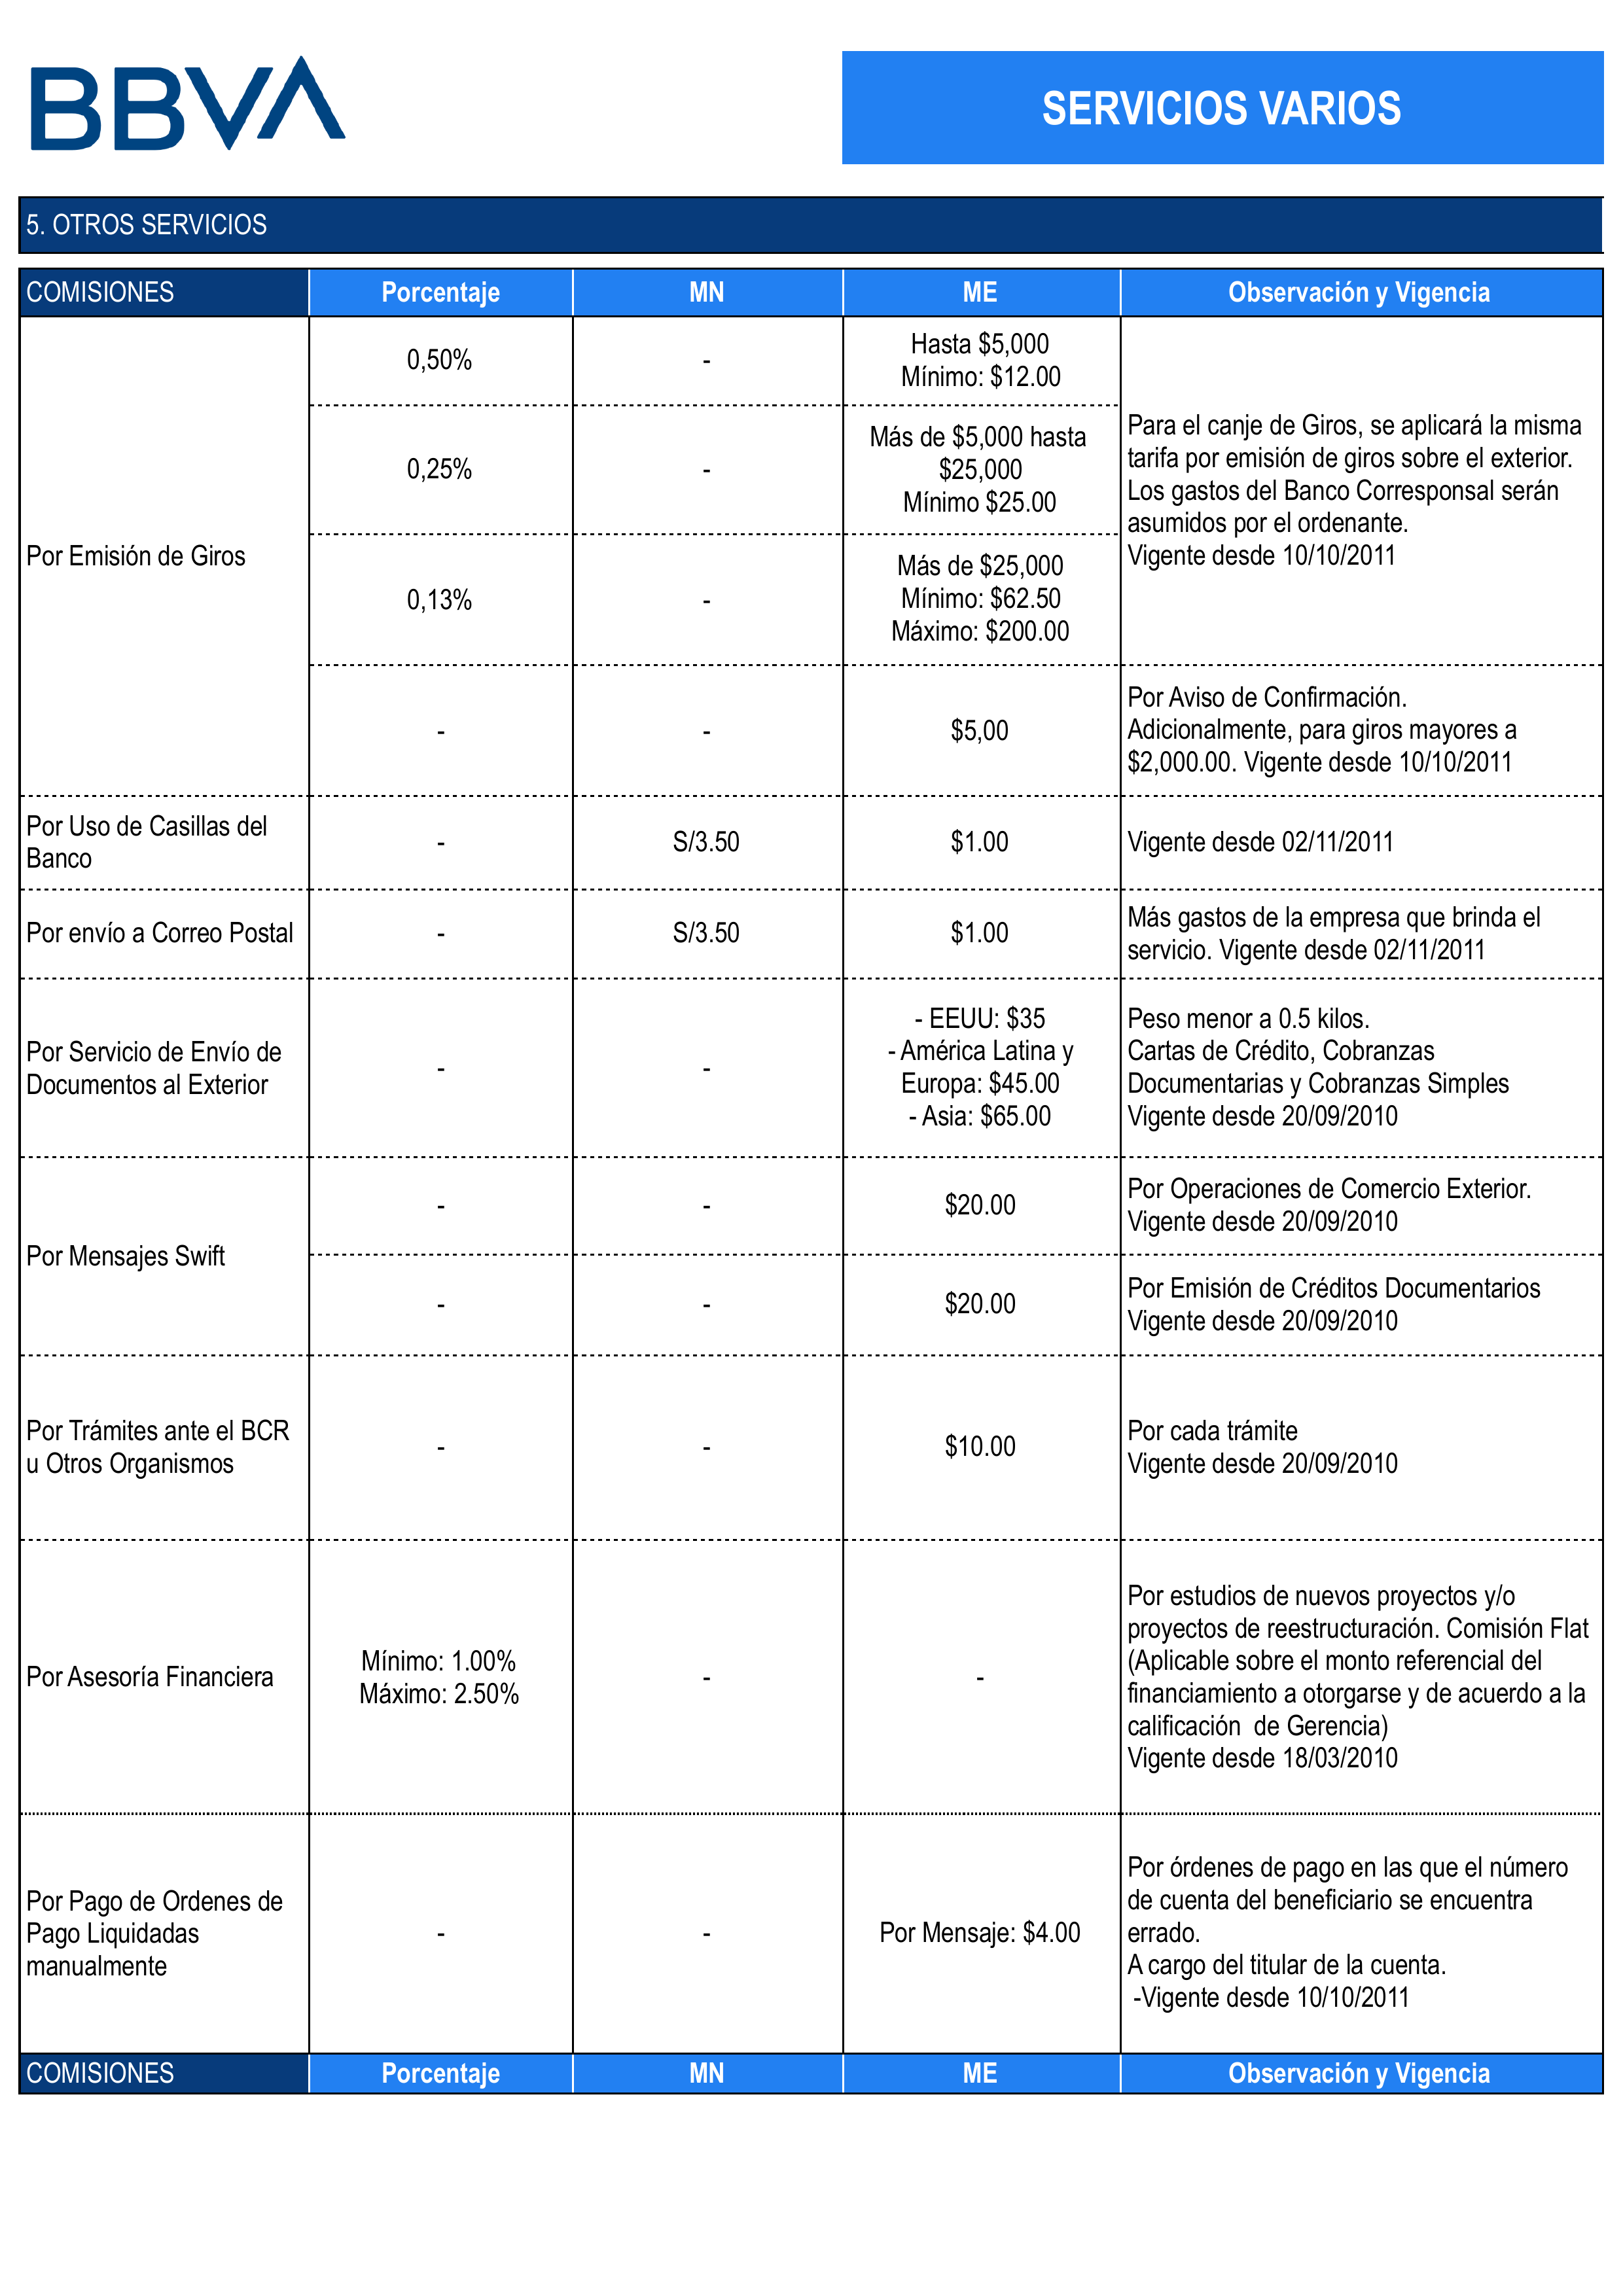 BBVA
SERVICIOS VARIOS
5. OTROS SERVICIOS
COMISIONES Porcentaje MN ME Observación y Vigencia
Por Emisión de Giros
0,50% - Hasta $5,000
Mínimo: $12.00
0,25% - Más de $5,000 hasta
$25,000
Mínimo $25.00
0,13% - Más de $25,000
Mínimo: $62.50
Máximo: $200.00
Para el canje de Giros, se aplicará la misma
tarifa por emisión de giros sobre el exterior.
Los gastos del Banco Corresponsal serán
asumidos por el ordenante.
Vigente desde 10/10/2011
- - $5,00
Por Aviso de Confirmación.
Adicionalmente, para giros mayores a
$2,000.00. Vigente desde 10/10/2011
Por Uso de Casillas del
Banco
- S/3.50 $1.00 Vigente desde 02/11/2011
Por envío a Correo Postal - S/3.50 $1.00
Más gastos de la empresa que brinda el
servicio. Vigente desde 02/11/2011
Por Servicio de Envío de
Documentos al Exterior
- -
- EEUU: $35
- América Latina y
Europa: $45.00
- Asia: $65.00
Peso menor a 0.5 kilos.
Cartas de Crédito, Cobranzas
Documentarias y Cobranzas Simples
Vigente desde 20/09/2010
Por Mensajes Swift
- - $20.00
Por Operaciones de Comercio Exterior.
Vigente desde 20/09/2010
- - $20.00
Por Emisión de Créditos Documentarios
Vigente desde 20/09/2010
Por Trámites ante el BCR
u Otros Organismos
- - $10.00
Por cada trámite
Vigente desde 20/09/2010
Por Asesoría Financiera
Mínimo: 1.00%
Máximo: 2.50%
- -
Por estudios de nuevos proyectos y/o
proyectos de reestructuración. Comisión Flat
(Aplicable sobre el monto referencial del
financiamiento a otorgarse y de acuerdo a la
calificación  de Gerencia)
Vigente desde 18/03/2010
Por Pago de Ordenes de
Pago Liquidadas
manualmente
- - Por Mensaje: $4.00
Por órdenes de pago en las que el número
de cuenta del beneficiario se encuentra
errado.
A cargo del titular de la cuenta.
-Vigente desde 10/10/2011
COMISIONES Porcentaje MN ME Observación y Vigencia